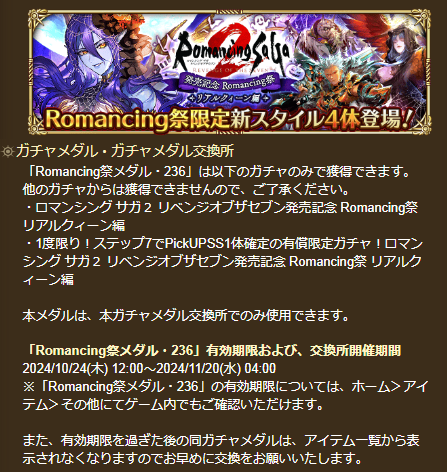 Romancing SaGa 2
REVENGE OF THE SEVEN
発売記念 Romancing祭
リアルクィーン編
Romancing祭限定新スタイル4体登場!!
ガチャメダル・ガチャメダル交換所
「Romancing祭メダル・236」は以下のガチャのみで獲得できます。
他のガチャからは獲得できませんので、ご了承ください。
・ロマンシング サガ２ リベンジオブザセブン発売記念 Romancing祭
リアルクィーン編
・1度限り！ステップ7でPickUPSS1体確定の有償限定ガチャ！ロマン
シング サガ２ リベンジオブザセブン発売記念 Romancing祭 リアルク
ィーン編
本メダルは、本ガチャメダル交換所でのみ使用できます。
「Romancing祭メダル・236」有効期限および、交換所開催期間
2024/10/24(木) 12:00～2024/11/20(水) 04:00
※「Romancing祭メダル・236」の有効期限については、ホーム＞アイ
テム＞その他にてゲーム内でもご確認いただけます。
また、有効期限を過ぎた後の同ガチャメダルは、アイテム一覧から表
示されなくなりますのでお早めに交換をお願いいたします。